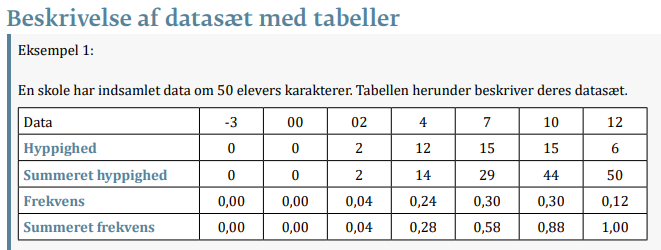 Beskrivelse af datasæt med tabeller
Eksempel 1:
En skole har indsamlet data om 50 elevers karakterer. Tabellen herunder beskriver deres datasæt.
Data -3 00 02 4 7 10 12
Hyppighed 0 0 2 12 15 15 6
Summeret hyppighed 0 0 2 14 29 44 50
Frekvens 0,00 0,00 0,04 0,24 0,30 0,30 0,12
Summeret frekvens 0,00 0,00 0,04 0,28 0,58 0,88 1,00